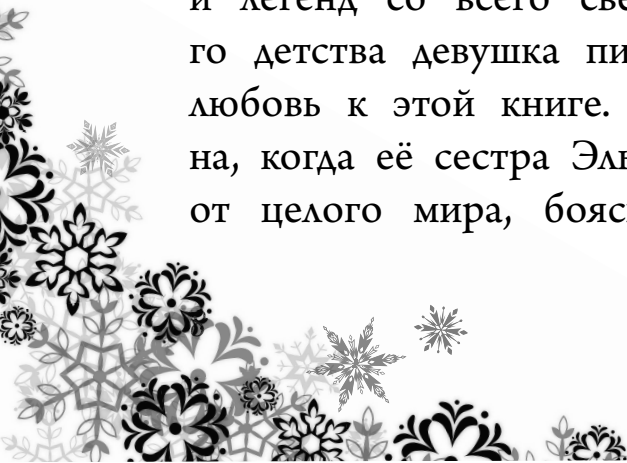 и легенд со всего све
го детства девушка пи
любовь к этой книге.
на, когда её сестра Эль
от целого мира, бояс